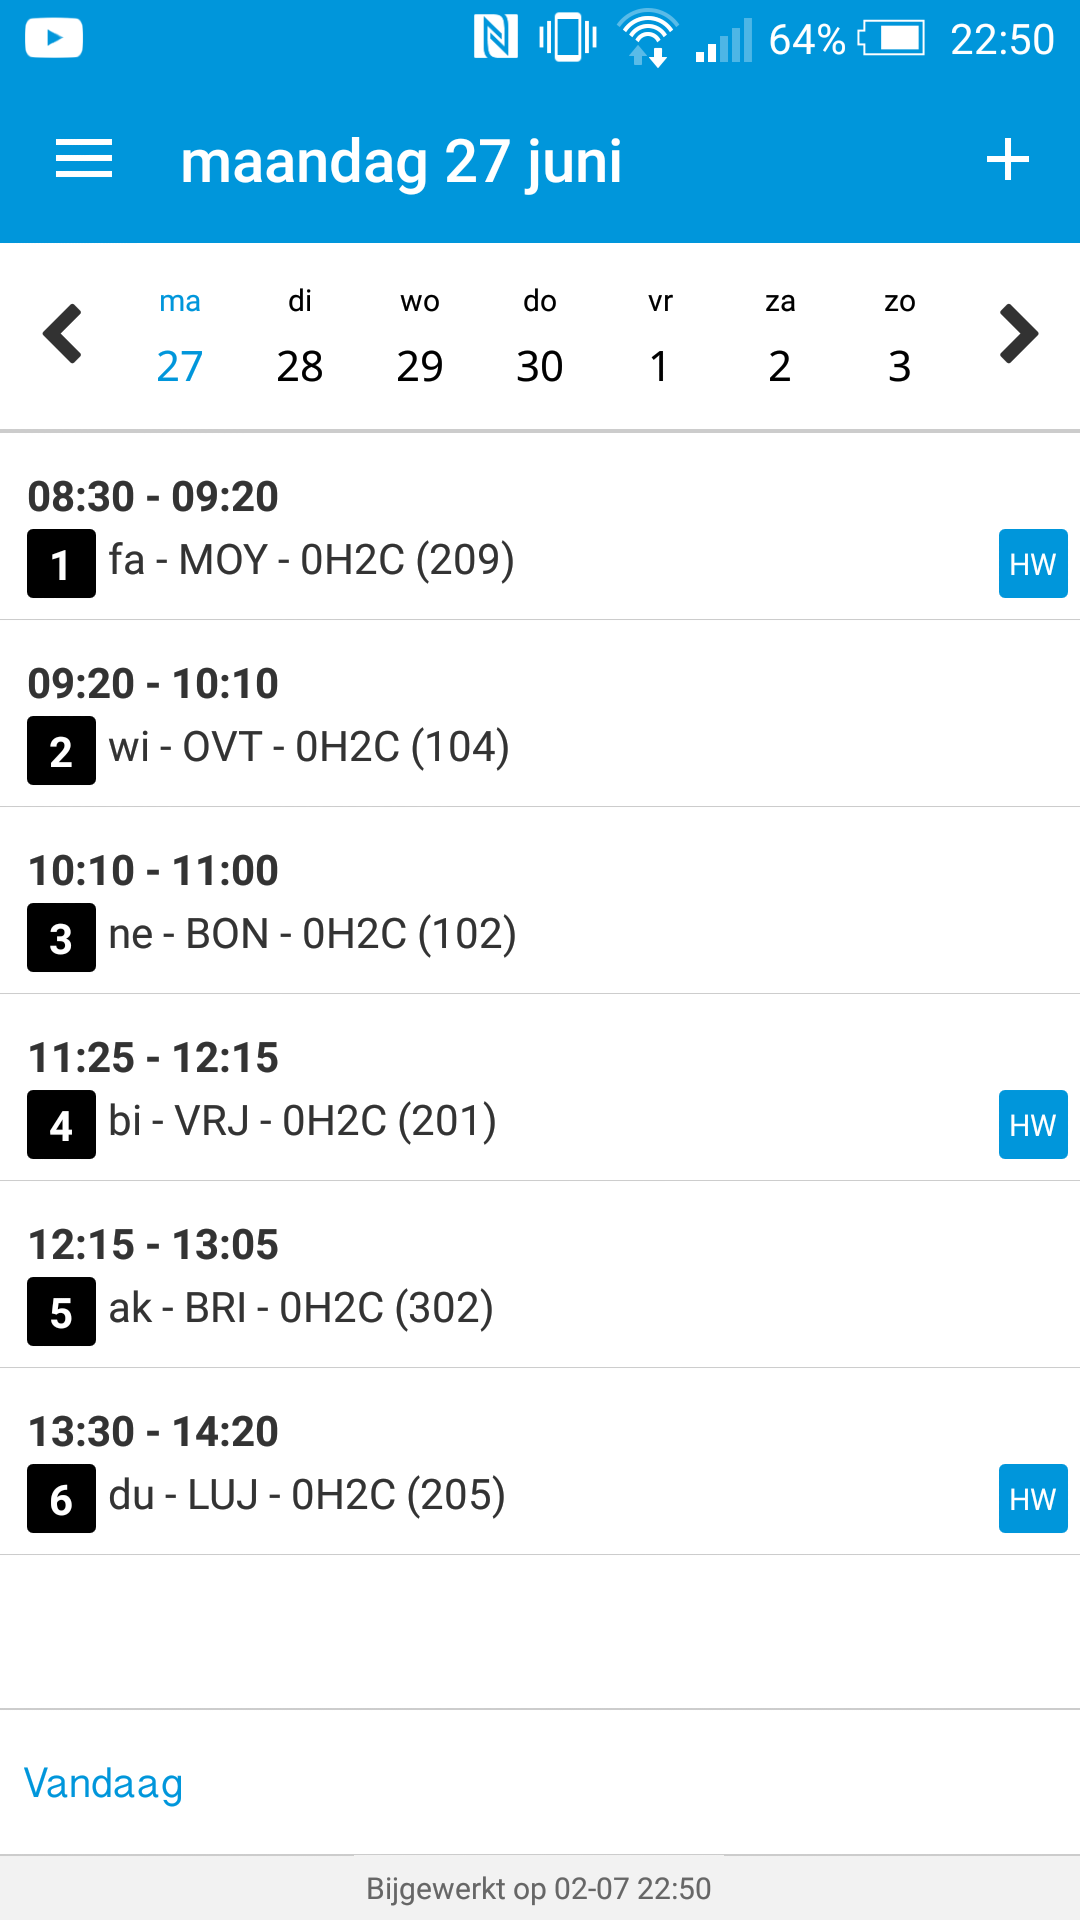 64% 22:50
maandag 27 juni
ma di wo do vr za zo
27 28 29 30 1 2 3
08:30 - 09:20
1 fa - MOY - 0H2C (209) HW
09:20 - 10:10
2 wi - OVT - 0H2C (104)
10:10 - 11:00
3 ne - BON - 0H2C (102)
11:25 - 12:15
4 bi - VRJ - 0H2C (201) HW
12:15 - 13:05
5 ak - BRI - 0H2C (302)
13:30 - 14:20
6 du - LUJ - 0H2C (205) HW
Vandaag
Bijgewerkt op 02-07 22:50